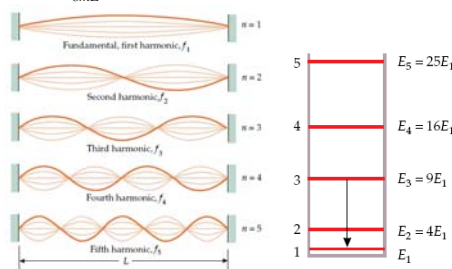 n = 1
Fundamental, first harmonic, f1
n = 2
Second harmonic, f2
n = 3
Third harmonic, f3
n = 4
Fourth harmonic, f4
n = 5
Fifth harmonic, f5
L
5 E5 = 25E1
4 E4 = 16E1
3 E3 = 9E1
2 E2 = 4E1
1 E1